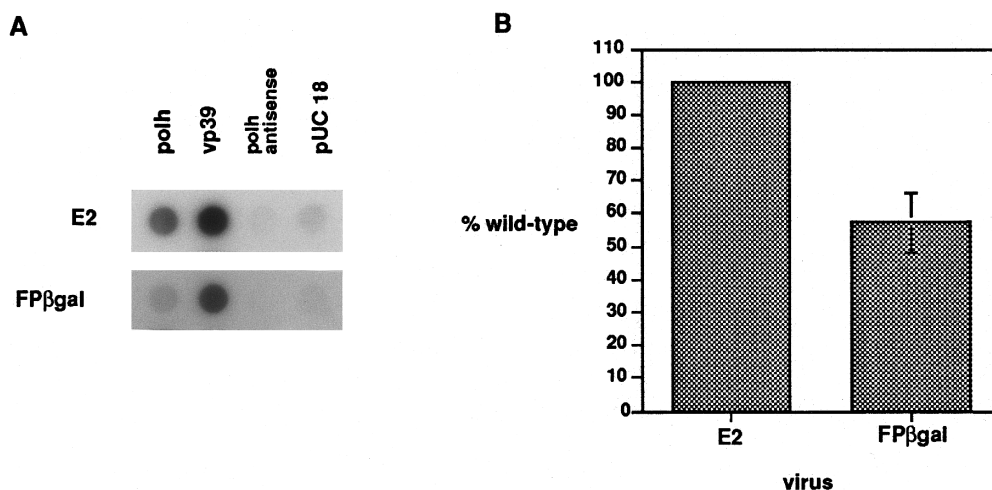 A
polh
vp39
polh
antisense
pUC 18
E2
FPβgal
B
110
100
90
80
70
60
50
40
30
20
10
0
% wild-type
E2
FPβgal
virus